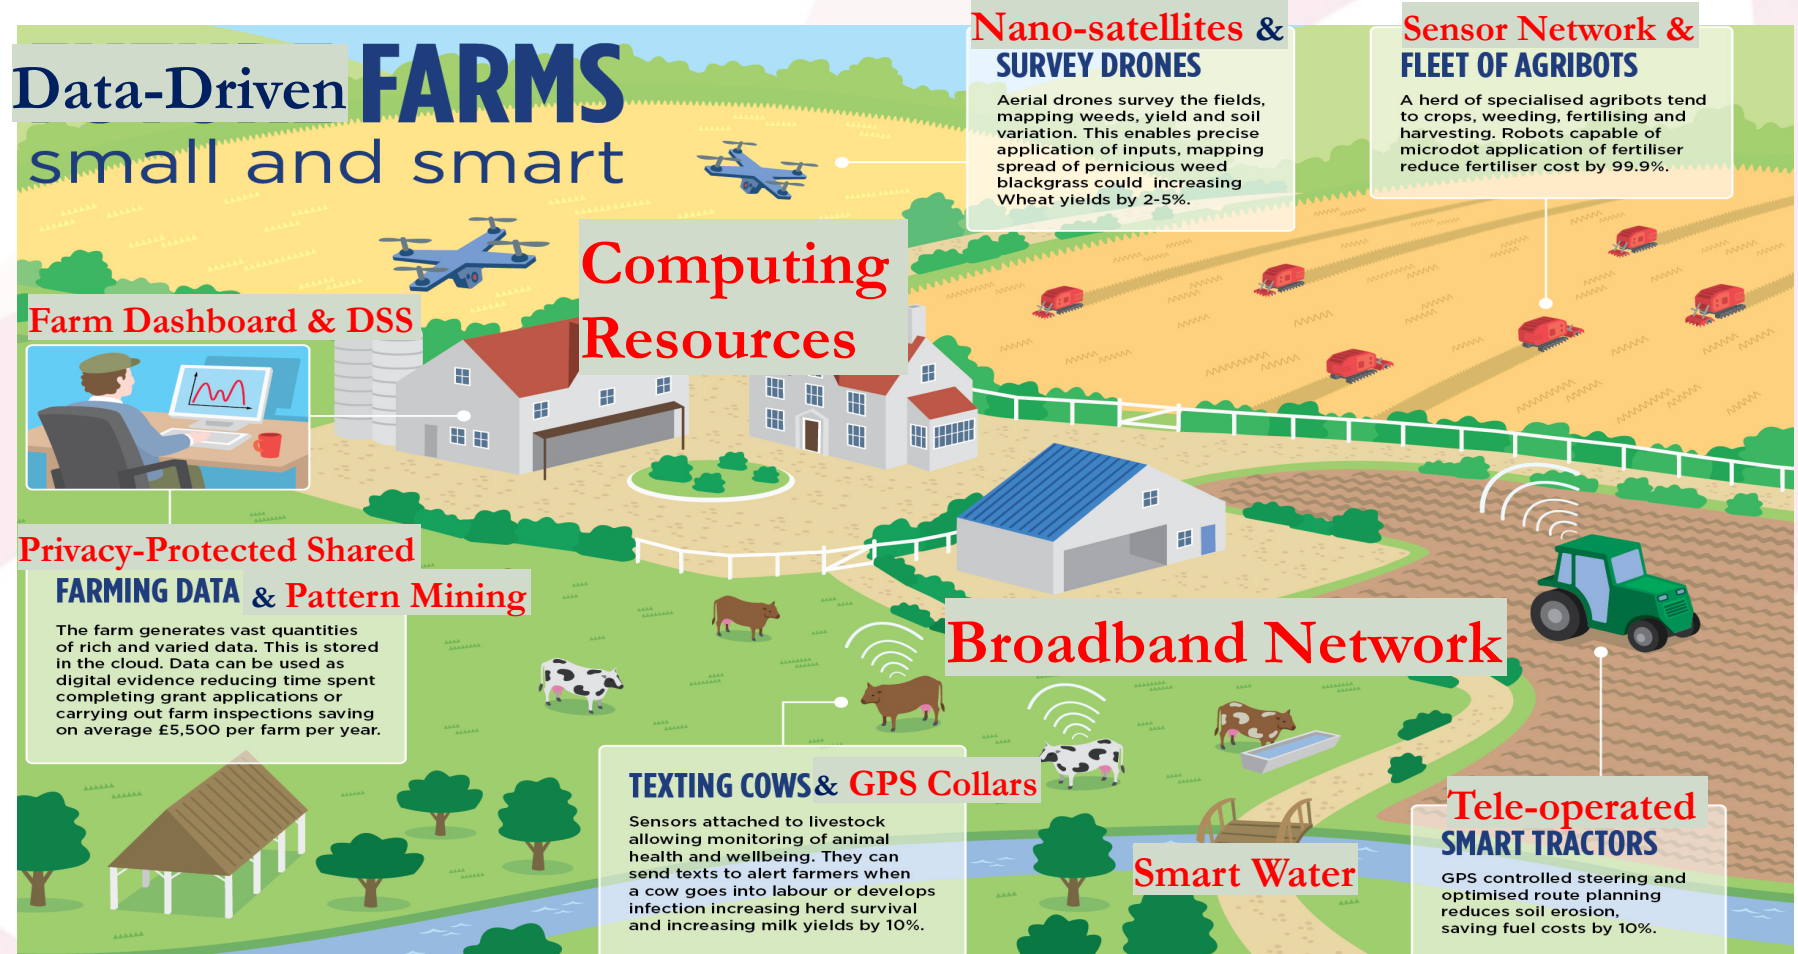 Data-Driven FARMS
small and smart
Nano-satellites &
SURVEY DRONES
Aerial drones survey the fields,
mapping weeds, yield and soil
variation. This enables precise
application of inputs, mapping
spread of pernicious weed
blackgrass could increasing
Wheat yields by 2-5%.
Sensor Network &
FLEET OF AGRIBOTS
A herd of specialised agribots tend
to crops, weeding, fertilising and
harvesting. Robots capable of
microdot application of fertiliser
reduce fertiliser cost by 99.9%.
Computing
Resources
Farm Dashboard & DSS
Privacy-Protected Shared
FARMING DATA & Pattern Mining
The farm generates vast quantities
of rich and varied data. This is stored
in the cloud. Data can be used as
digital evidence reducing time spent
completing grant applications or
carrying out farm inspections saving
on average £5,500 per farm per year.
Broadband Network
TEXTING COWS & GPS Collars
Sensors attached to livestock
allowing monitoring of animal
health and wellbeing. They can
send texts to alert farmers when
a cow goes into labour or develops
infection increasing herd survival
and increasing milk yields by 10%.
Smart Water
Tele-operated
SMART TRACTORS
GPS controlled steering and
optimised route planning
reduces soil erosion,
saving fuel costs by 10%.